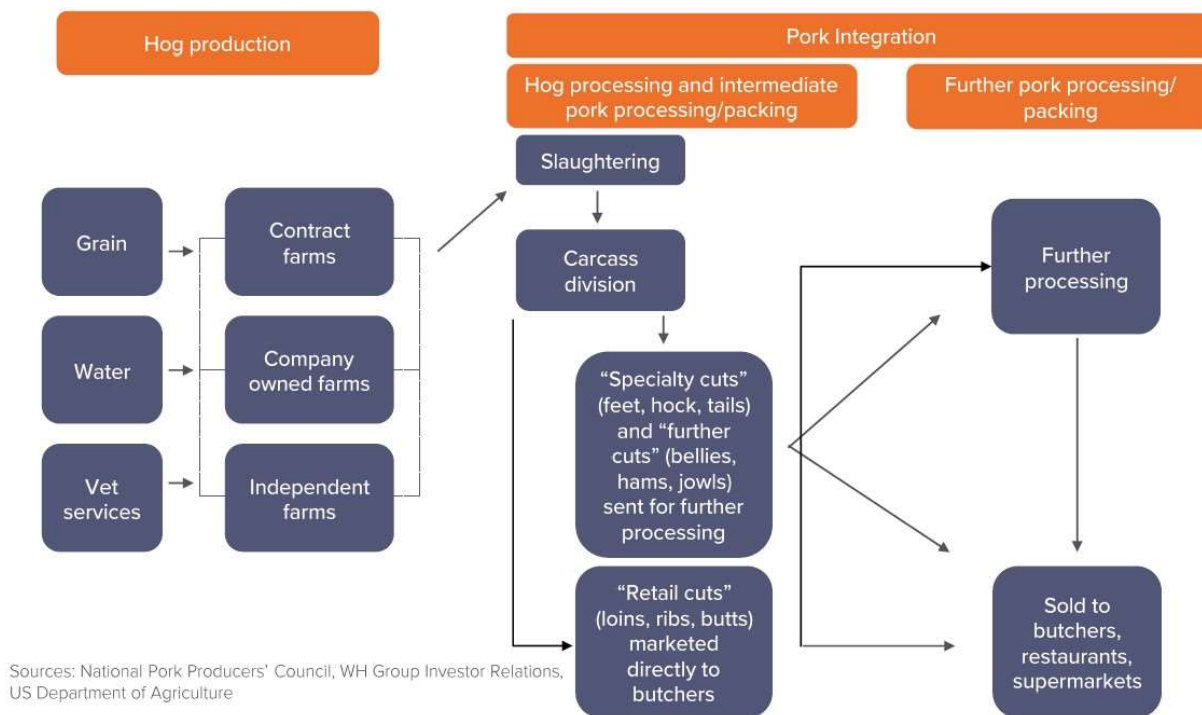 Hog production
Pork Integration
Hog processing and intermediate
pork processing/packing
Further pork processing/
packing
Slaughtering
Grain
Contract
farms
Carcass
division
Further
processing
Water
Company
owned farms
“Specialty cuts”
(feet, hock, tails)
and “further
cuts” (bellies,
hams, jowls)
sent for further
processing
Vet
services
Independent
farms
“Retail cuts”
(loins, ribs, butts)
marketed
directly to
butchers
Sold to
butchers,
restaurants,
supermarkets
Sources: National Pork Producers’ Council, WH Group Investor Relations,
US Department of Agriculture